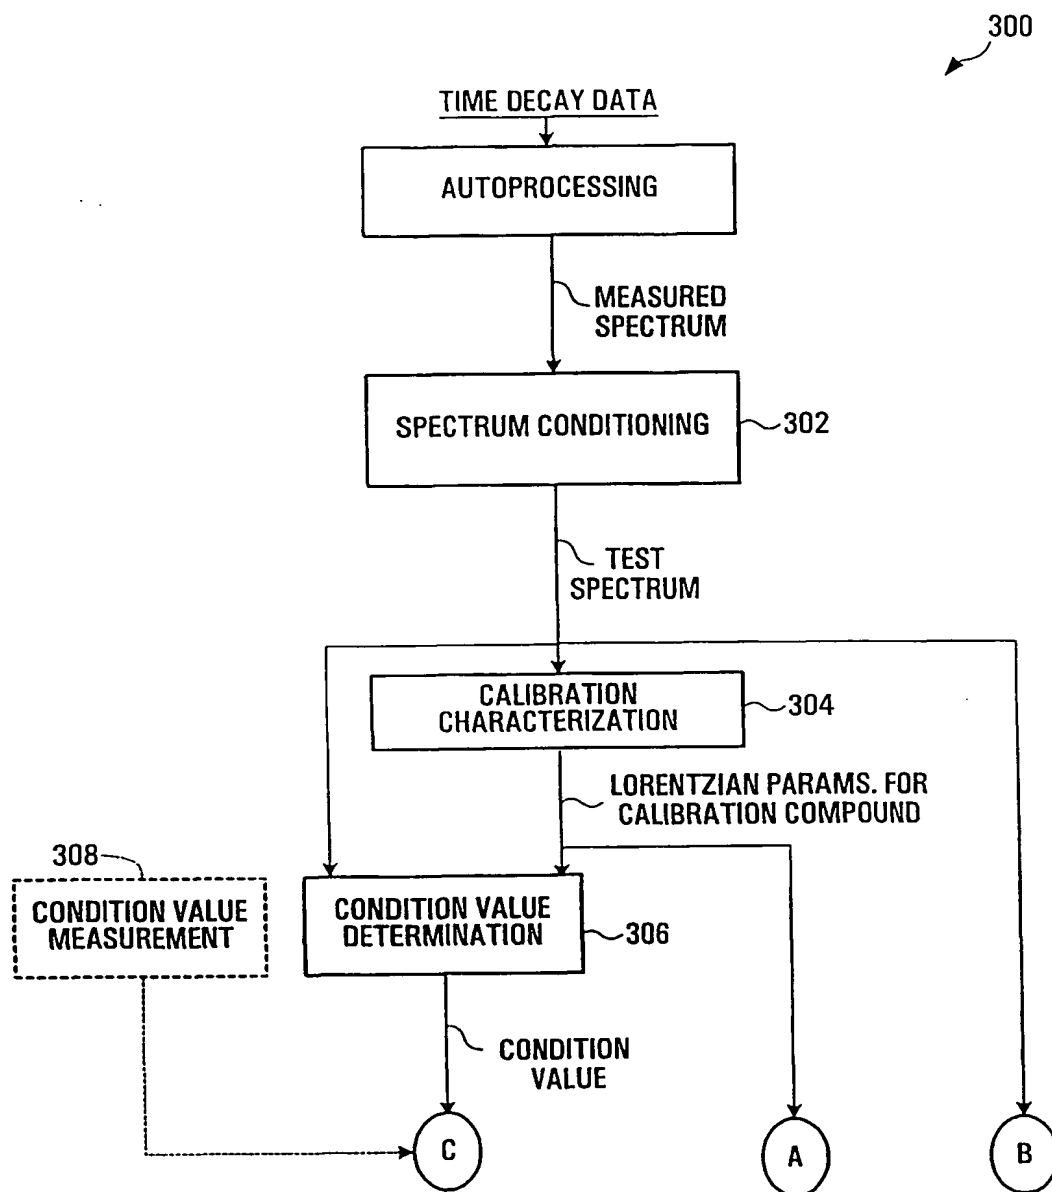 300
TIME DECAY DATA
AUTOPROCESSING
MEASURED
SPECTRUM
SPECTRUM CONDITIONING
302
TEST
SPECTRUM
CALIBRATION
CHARACTERIZATION
304
LORENTZIAN PARAMS. FOR
CALIBRATION COMPOUND
308
CONDITION VALUE
MEASUREMENT
CONDITION VALUE
DETERMINATION
306
CONDITION
VALUE
C
A
B